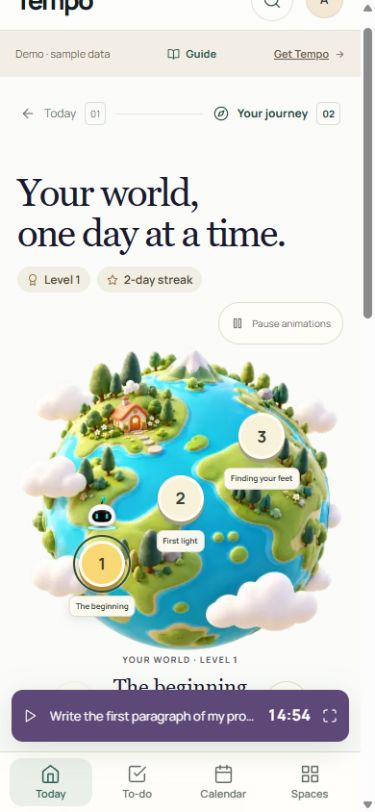 Tempo
A
Demo · sample data
Guide
Get Tempo →
← Today 01
Your journey 02
Your world,
one day at a time.
Level 1
2-day streak
Pause animations
3
Finding your feet
2
First light
1
The beginning
YOUR WORLD · LEVEL 1
The beginning
Write the first paragraph of my pro... 14:54
Today
To-do
Calendar
Spaces